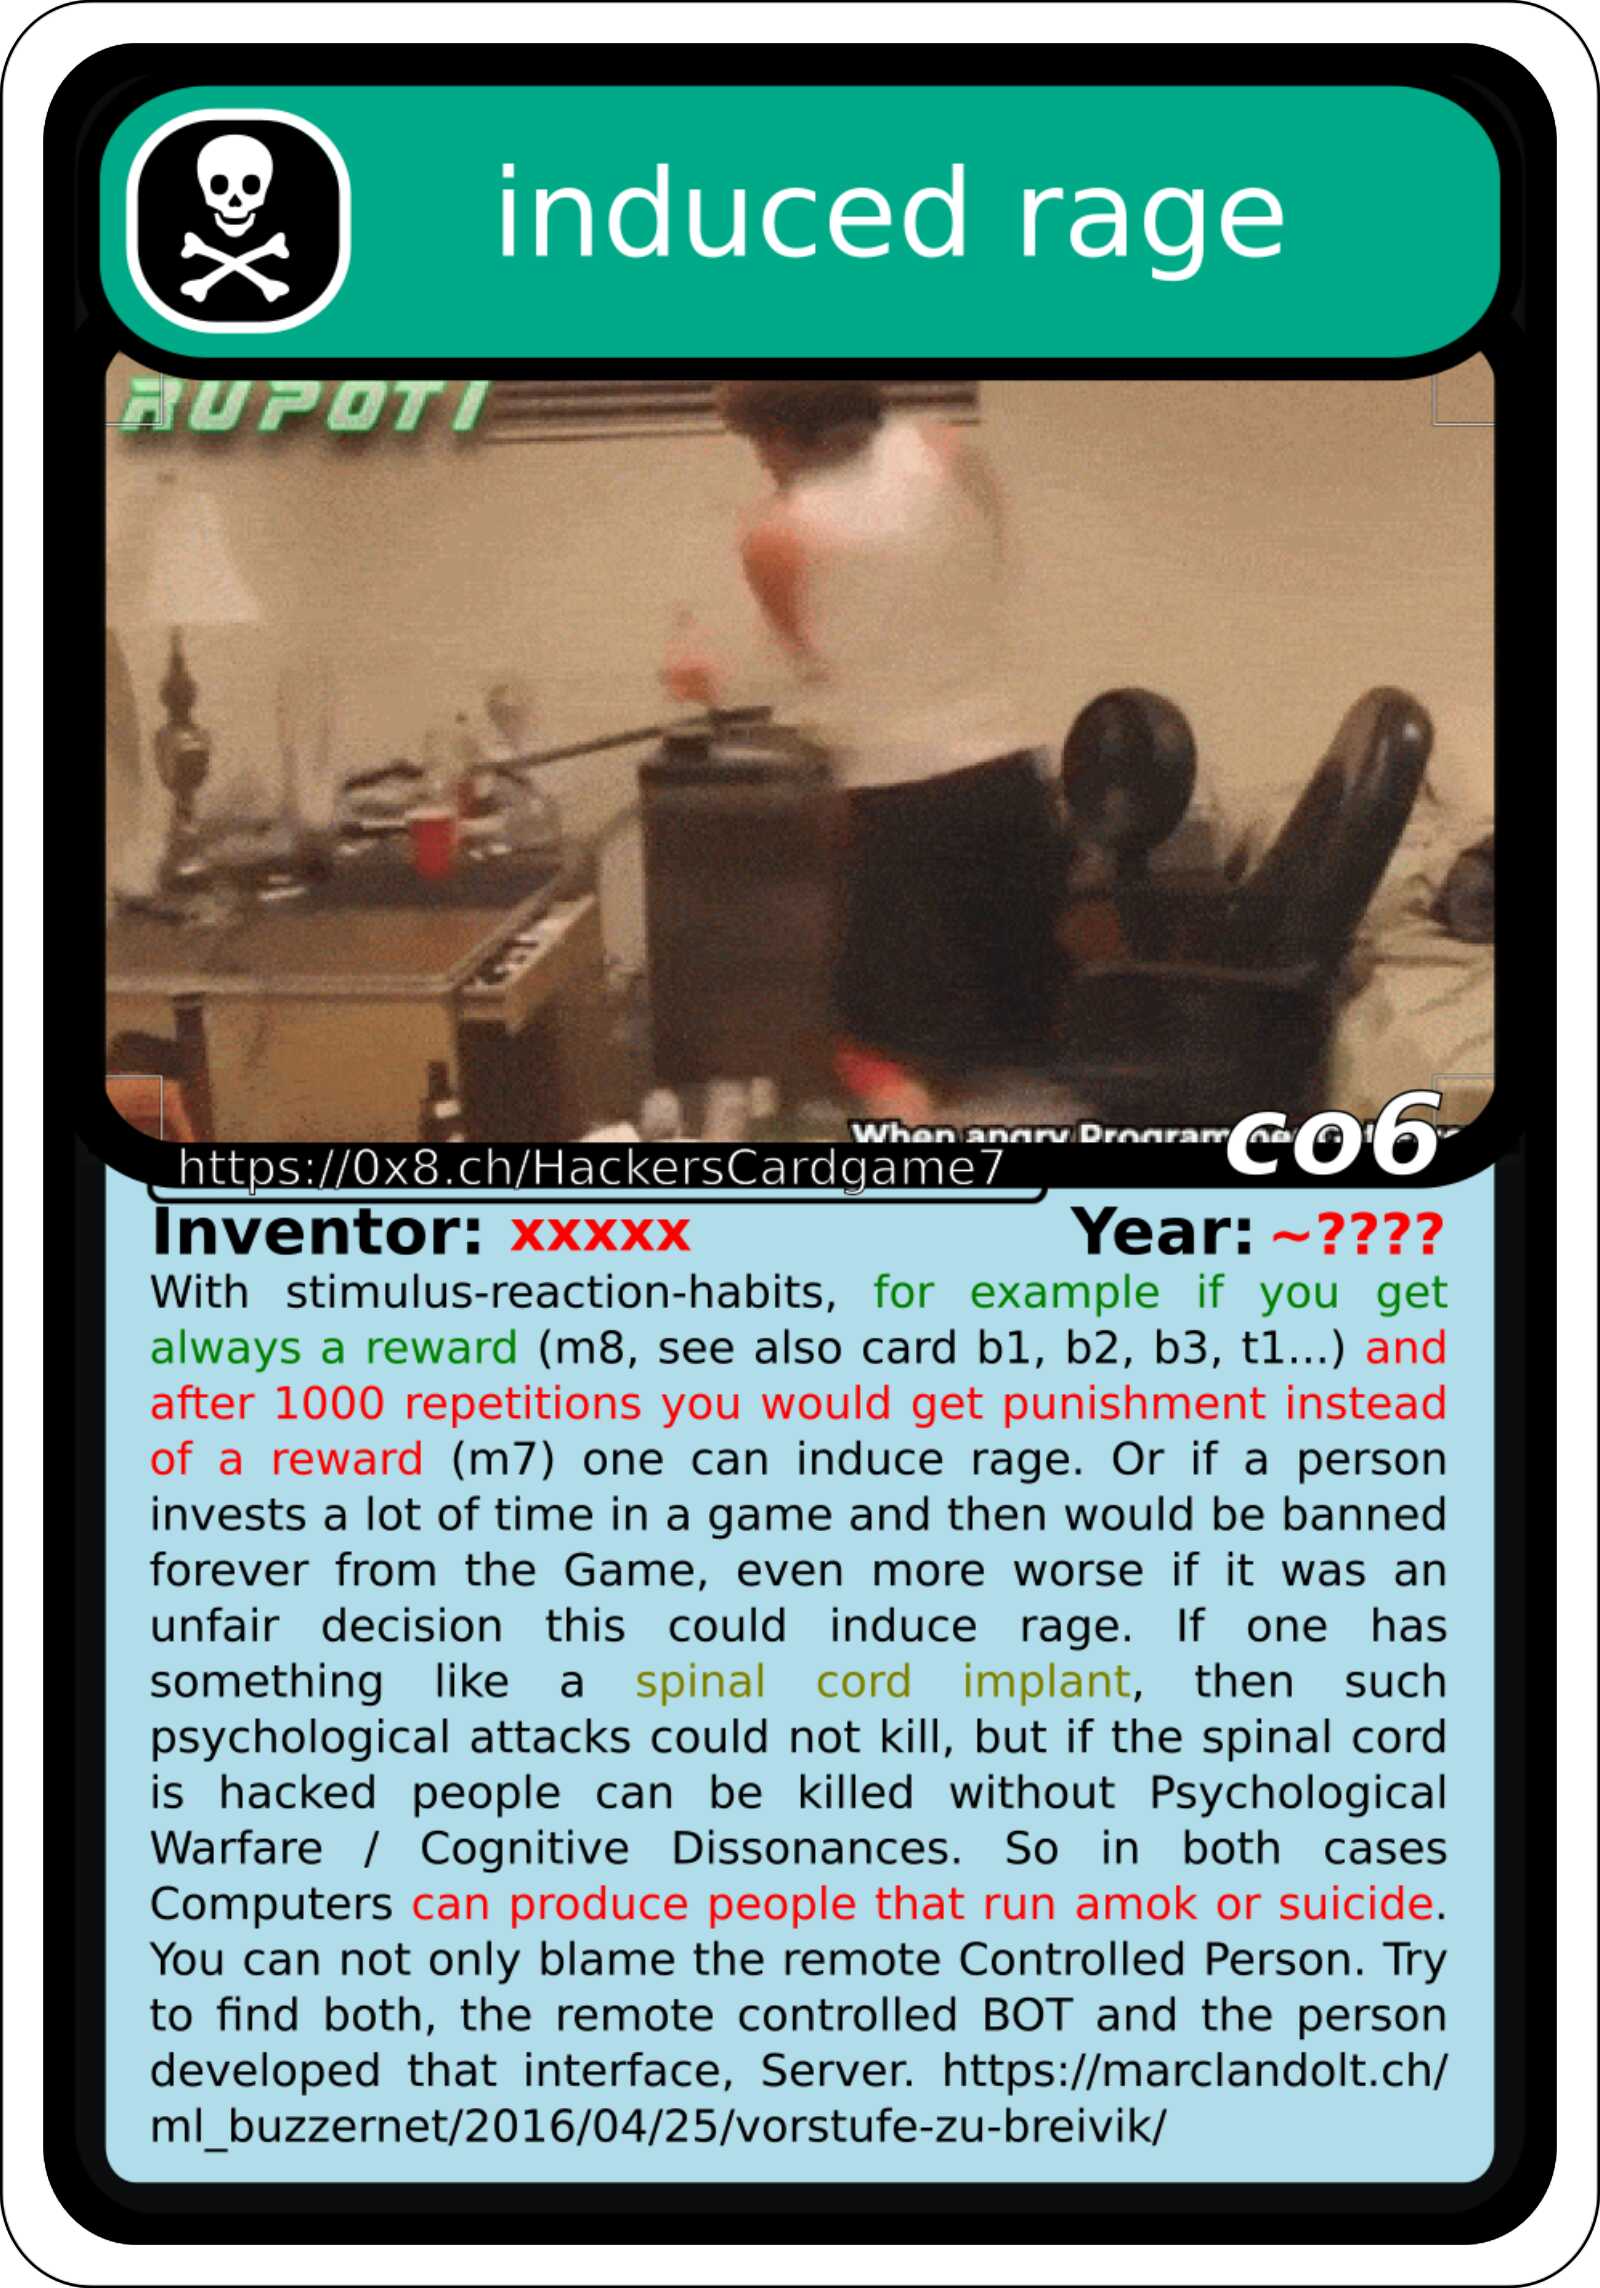 induced rage
RUPOTI
When angry Program
co6
https://0x8.ch/HackersCardgame7
Inventor: xxxxx Year: ~????
With stimulus-reaction-habits, for example if you get
always a reward (m8, see also card b1, b2, b3, t1...) and
after 1000 repetitions you would get punishment instead
of a reward (m7) one can induce rage. Or if a person
invests a lot of time in a game and then would be banned
forever from the Game, even more worse if it was an
unfair decision this could induce rage. If one has
something like a spinal cord implant, then such
psychological attacks could not kill, but if the spinal cord
is hacked people can be killed without Psychological
Warfare / Cognitive Dissonances. So in both cases
Computers can produce people that run amok or suicide.
You can not only blame the remote Controlled Person. Try
to find both, the remote controlled BOT and the person
developed that interface, Server. https://marclandolt.ch/
ml_buzzernet/2016/04/25/vorstufe-zu-breivik/